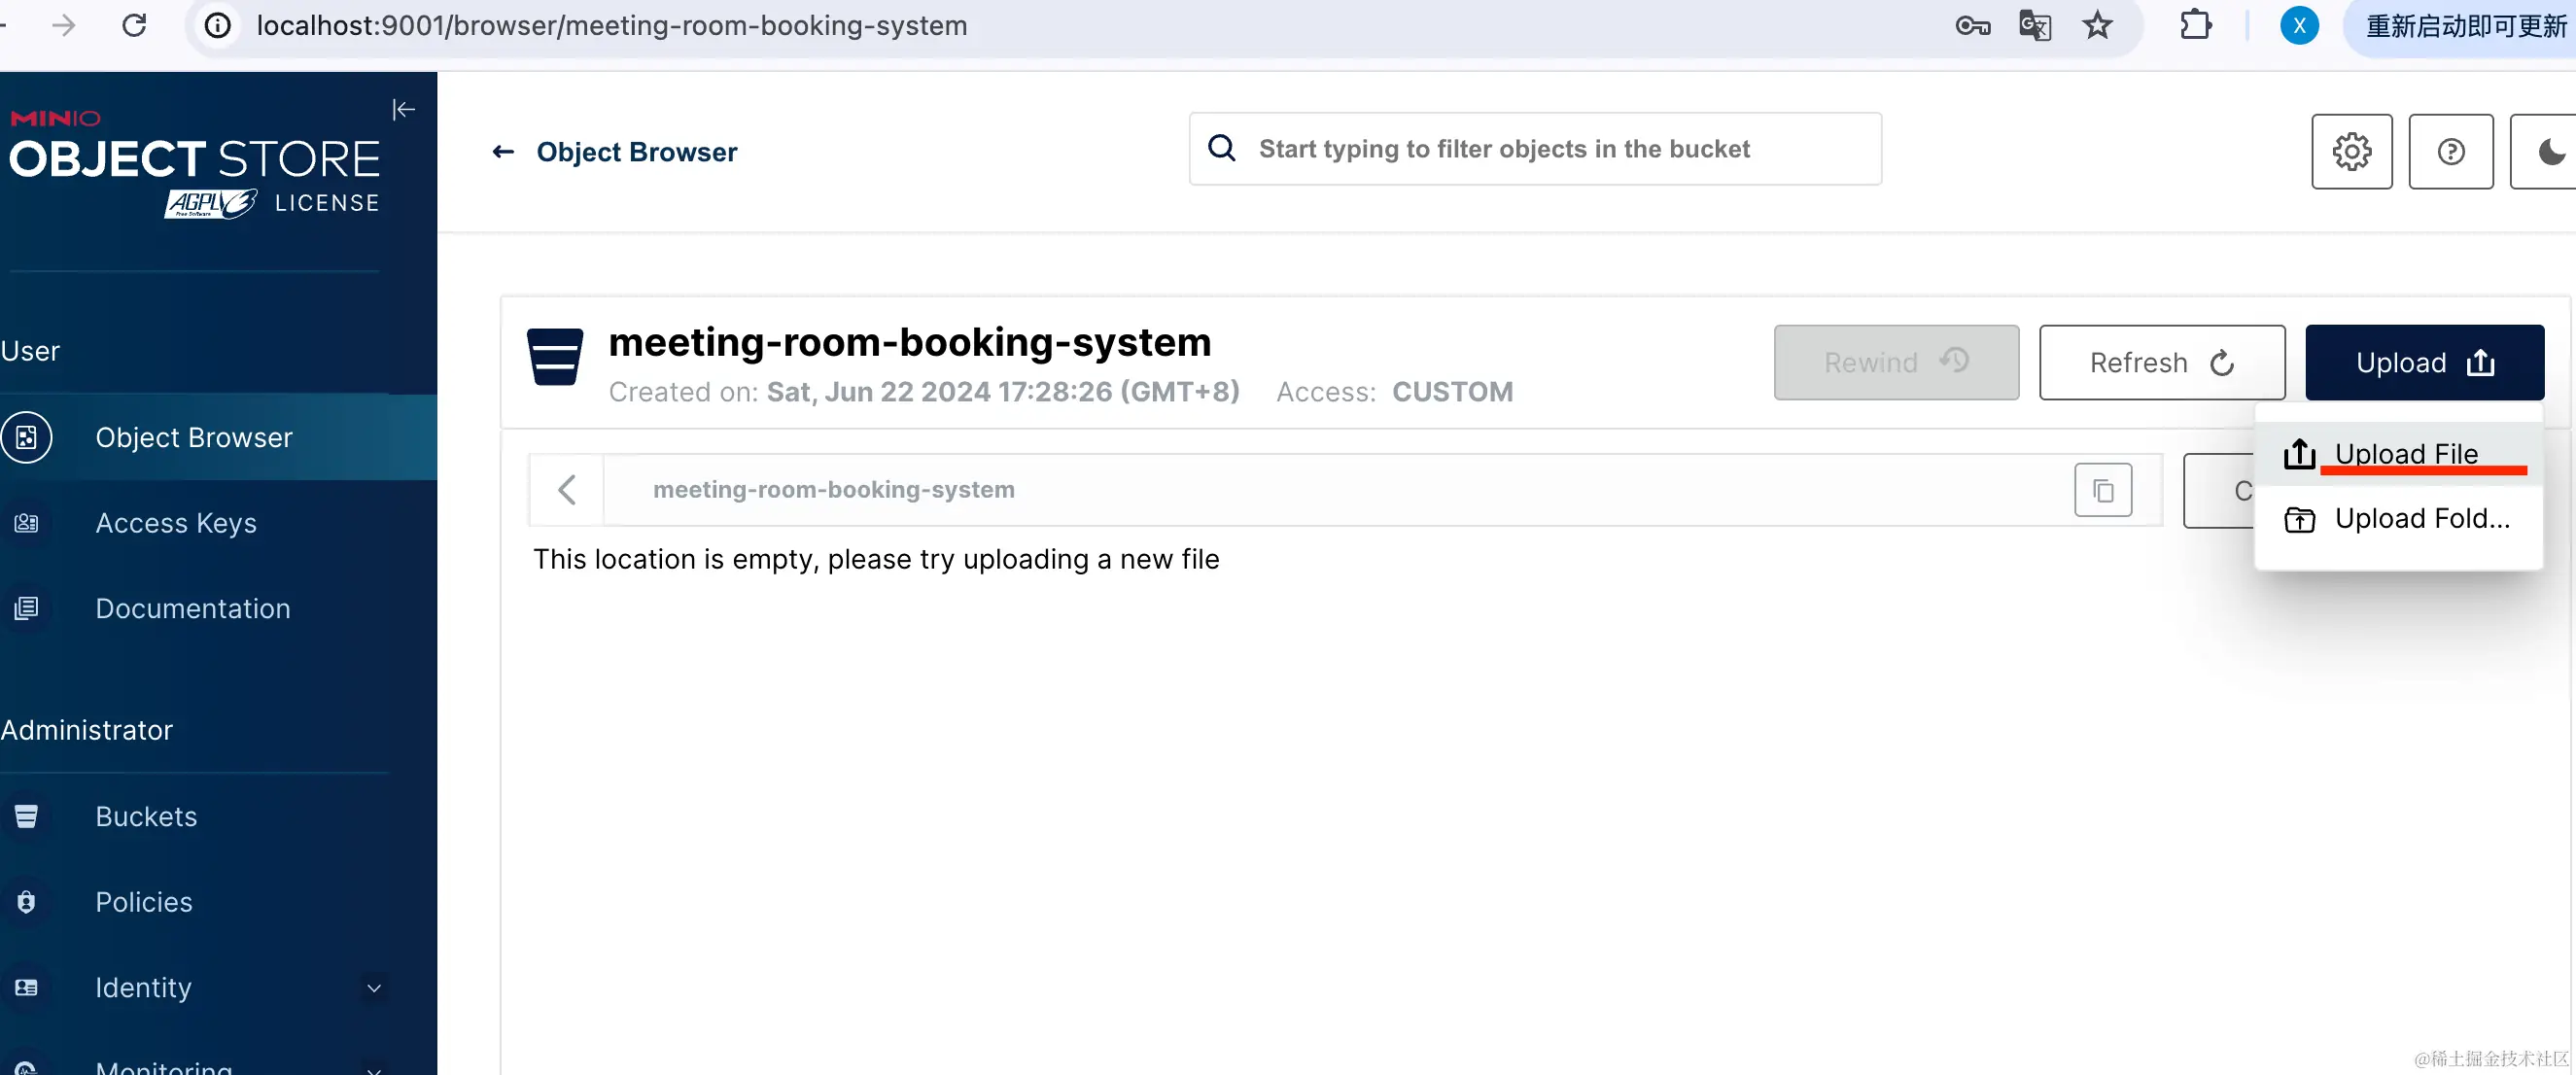 localhost:9001/browser/meeting-room-booking-system
X
重新启动即可更新
MINIO
OBJECT STORE
AGPL v3 Free Software LICENSE
← Object Browser
Start typing to filter objects in the bucket
User
meeting-room-booking-system
Created on: Sat, Jun 22 2024 17:28:26 (GMT+8) Access: CUSTOM
Rewind
Refresh
Upload
Object Browser
Upload File
meeting-room-booking-system
C
Upload Fold...
Access Keys
This location is empty, please try uploading a new file
Documentation
Administrator
Buckets
Policies
Identity
Monitoring
@稀土掘金技术社区